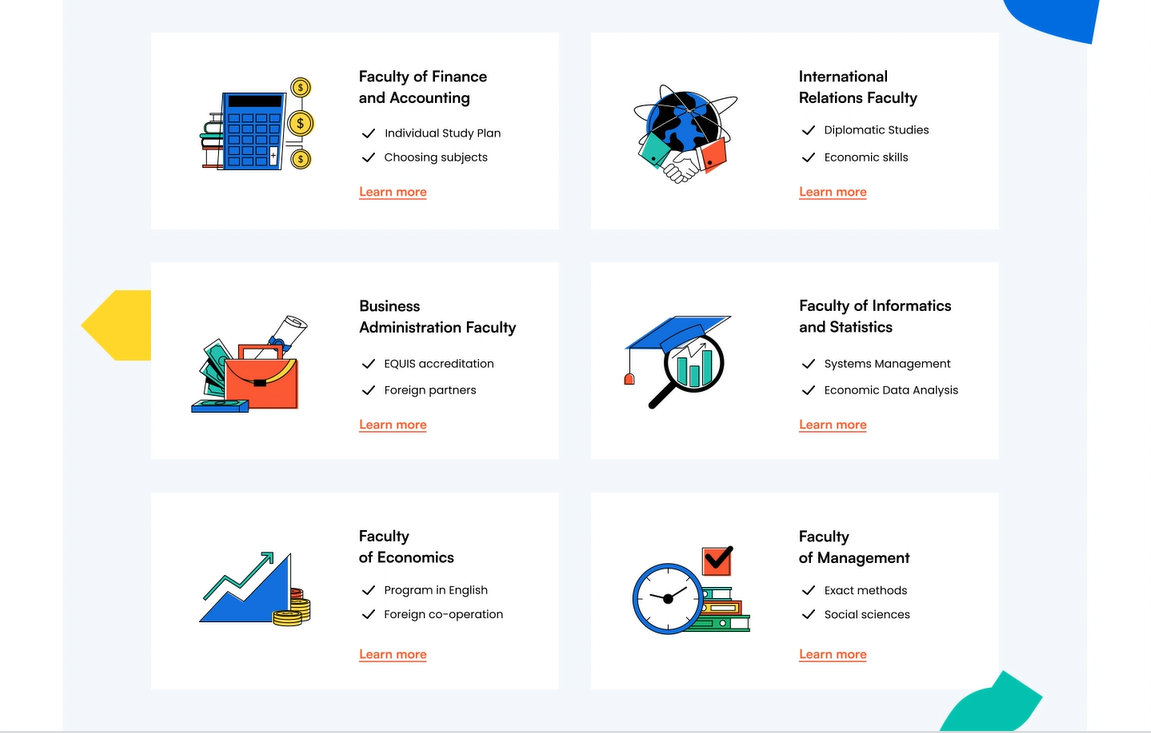 Faculty of Finance
and Accounting
Individual Study Plan
Choosing subjects
Learn more
International
Relations Faculty
Diplomatic Studies
Economic skills
Learn more
Business
Administration Faculty
EQUIS accreditation
Foreign partners
Learn more
Faculty of Informatics
and Statistics
Systems Management
Economic Data Analysis
Learn more
Faculty
of Economics
Program in English
Foreign co-operation
Learn more
Faculty
of Management
Exact methods
Social sciences
Learn more